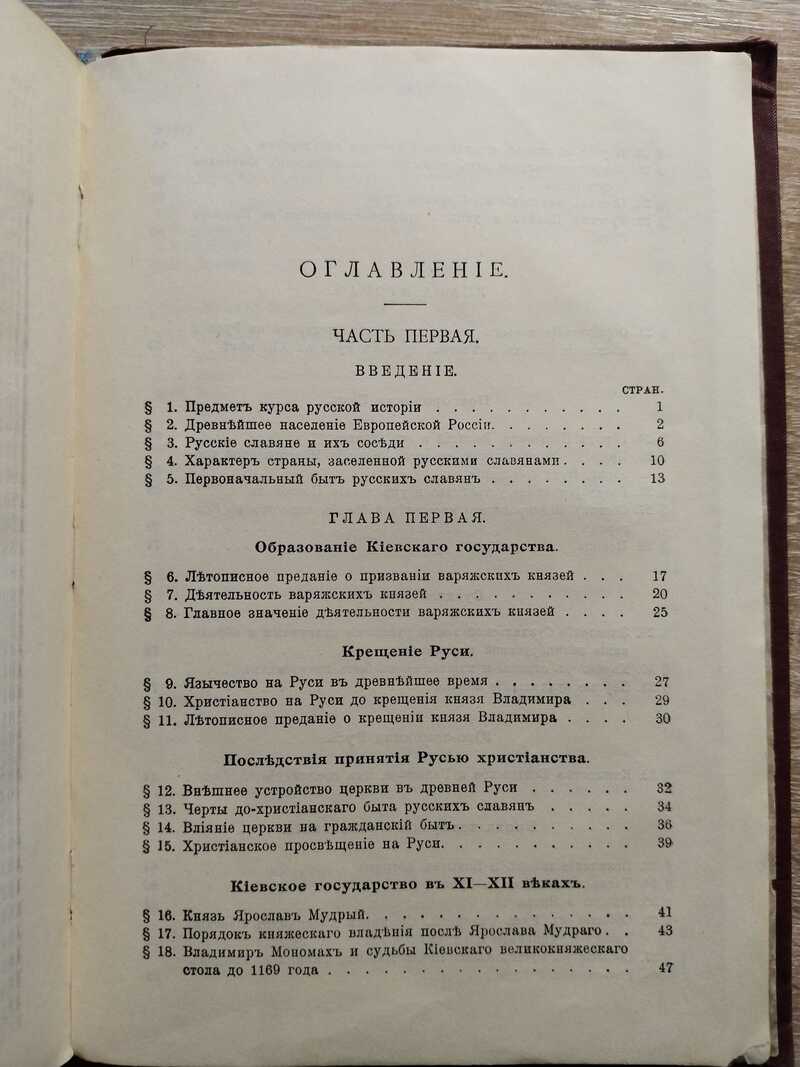 ОГЛАВЛЕНІЕ.
ЧАСТЬ ПЕРВАЯ.
ВВЕДЕНІЕ.
СТРАН.
§ 1. Предметъ курса русской исторіи . . . . . . . . . . . 1
§ 2. Древнѣйшее населеніе Европейской Россіи. . . . . . . . 2
§ 3. Русскіе славяне и ихъ сосѣди . . . . . . . . . . . . 6
§ 4. Характеръ страны, заселенной русскими славянами. . . . 10
§ 5. Первоначальный бытъ русскихъ славянъ . . . . . . . . 13
ГЛАВА ПЕРВАЯ.
Образованіе Кіевскаго государства.
§ 6. Лѣтописное преданіе о призваніи варяжскихъ князей . . . 17
§ 7. Дѣятельность варяжскихъ князей . . . . . . . . . . . 20
§ 8. Главное значеніе дѣятельности варяжскихъ князей . . . . 25
Крещеніе Руси.
§ 9. Язычество на Руси въ древнѣйшее время . . . . . . . . 27
§ 10. Христіанство на Руси до крещенія князя Владимира . . . 29
§ 11. Лѣтописное преданіе о крещеніи князя Владимира . . . . 30
Послѣдствія принятія Русью христіанства.
§ 12. Внѣшнее устройство церкви въ древней Руси . . . . . . 32
§ 13. Черты до-христіанскаго быта русскихъ славянъ . . . . . 34
§ 14. Вліяніе церкви на гражданскій бытъ. . . . . . . . . . 36
§ 15. Христіанское просвѣщеніе на Руси. . . . . . . . . . . 39
Кіевское государство въ XI—XII вѣкахъ.
§ 16. Князь Ярославъ Мудрый. . . . . . . . . . . . . . . 41
§ 17. Порядокъ княжескаго владѣнія послѣ Ярослава Мудраго . . 43
§ 18. Владимиръ Мономахъ и судьбы Кіевскаго великокняжескаго
стола до 1169 года . . . . . . . . . . . . . . . . . 47